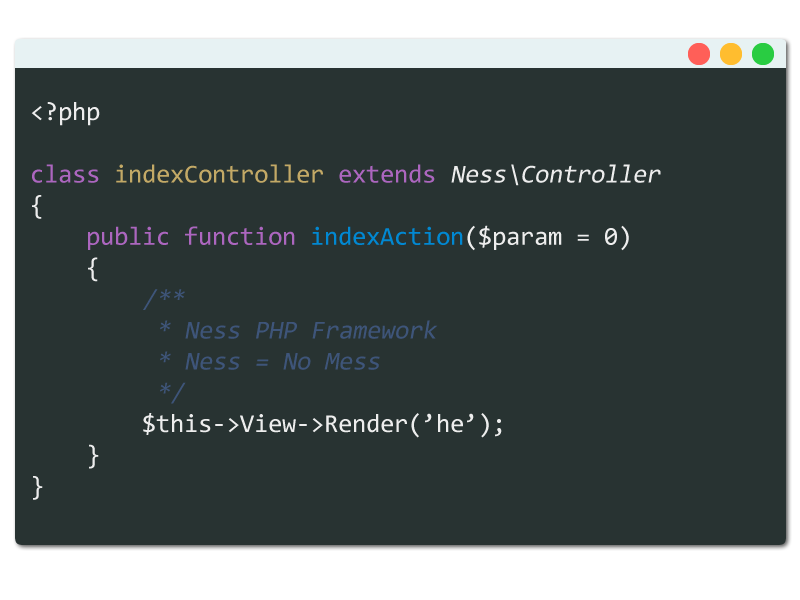 <?php
class indexController extends Ness\Controller
{
public function indexAction($param = 0)
{
/**
* Ness PHP Framework
* Ness = No Mess
*/
$this->View->Render(’he’);
}
}